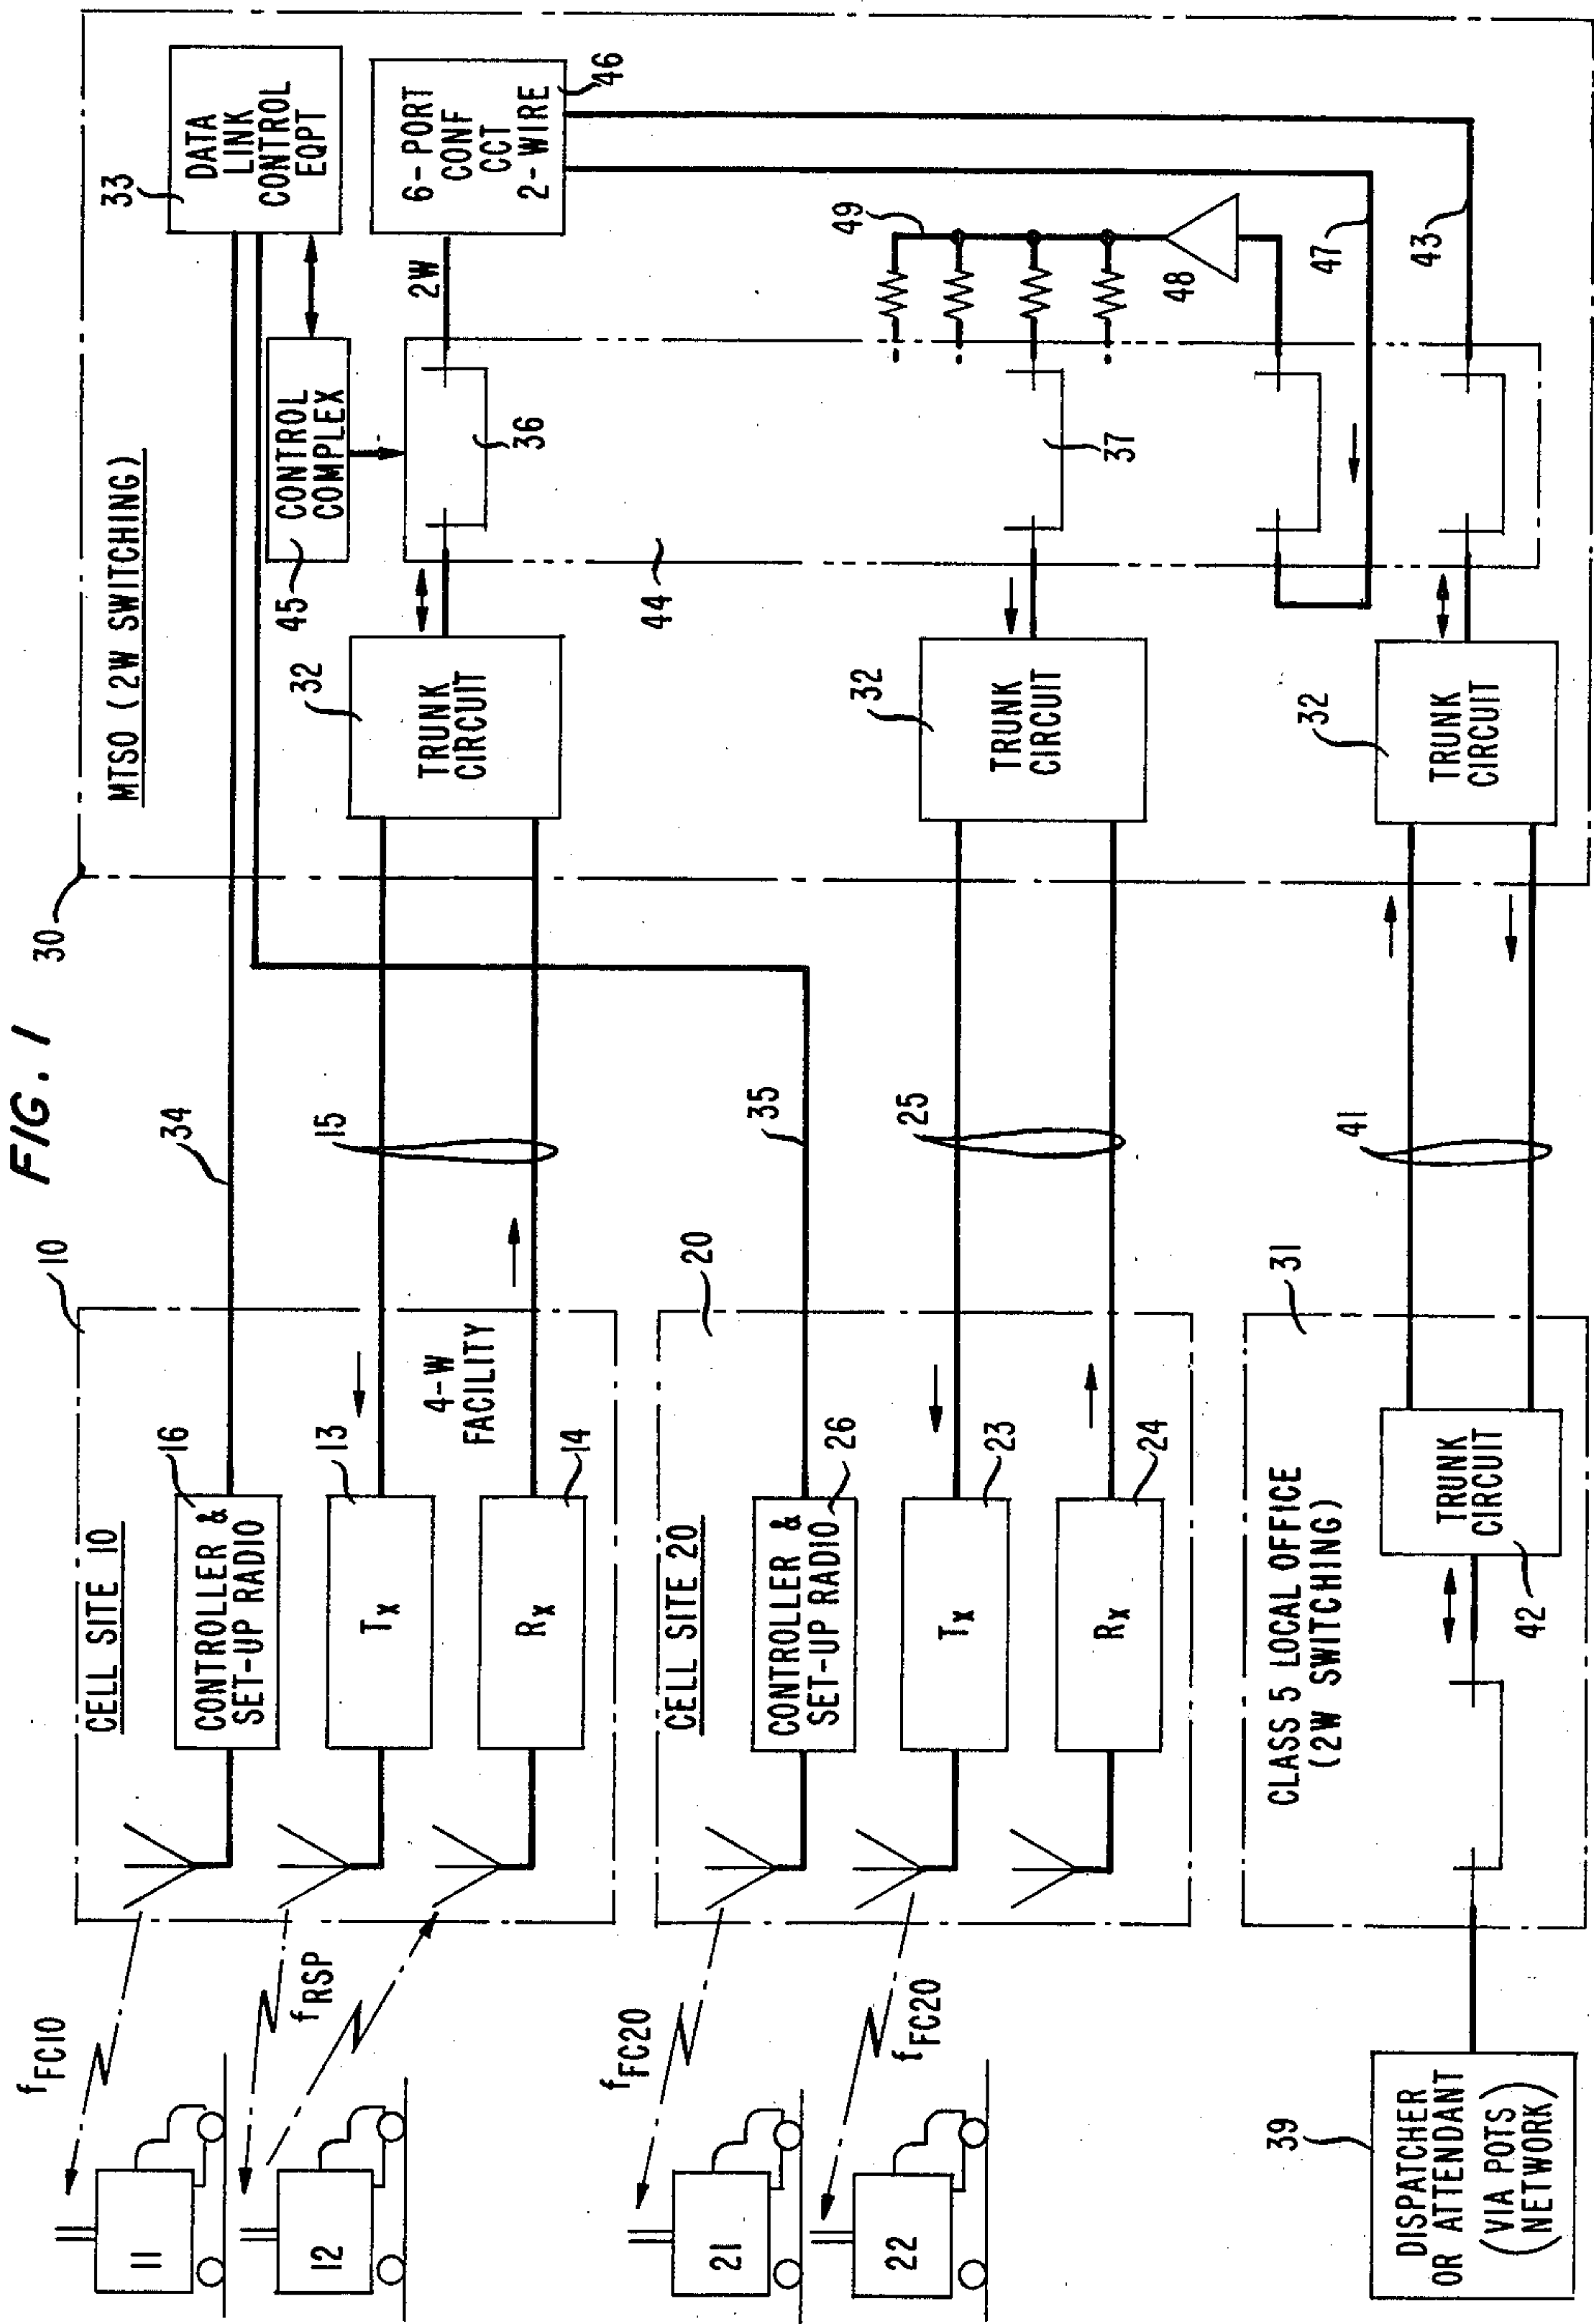 FIG. 1
30
MTSO (2W SWITCHING)
33
DATA
LINK
CONTROL
EQPT
45
CONTROL
COMPLEX
2W
6-PORT
CONF
CCT
2-WIRE
46
36
44
32
TRUNK
CIRCUIT
49
48
37
32
TRUNK
CIRCUIT
47
43
32
TRUNK
CIRCUIT
34
15
35
25
41
10
CELL SITE 10
16
CONTROLLER &
SET-UP RADIO
13
Tx
4-W
FACILITY
14
Rx
20
CELL SITE 20
CONTROLLER &
SET-UP RADIO
26
Tx
23
Rx
24
31
CLASS 5 LOCAL OFFICE
(2W SWITCHING)
TRUNK
CIRCUIT
42
fFC10
11
fRSP
12
fFC20
21
fFC20
22
39
DISPATCHER
OR ATTENDANT
(VIA POTS
NETWORK)